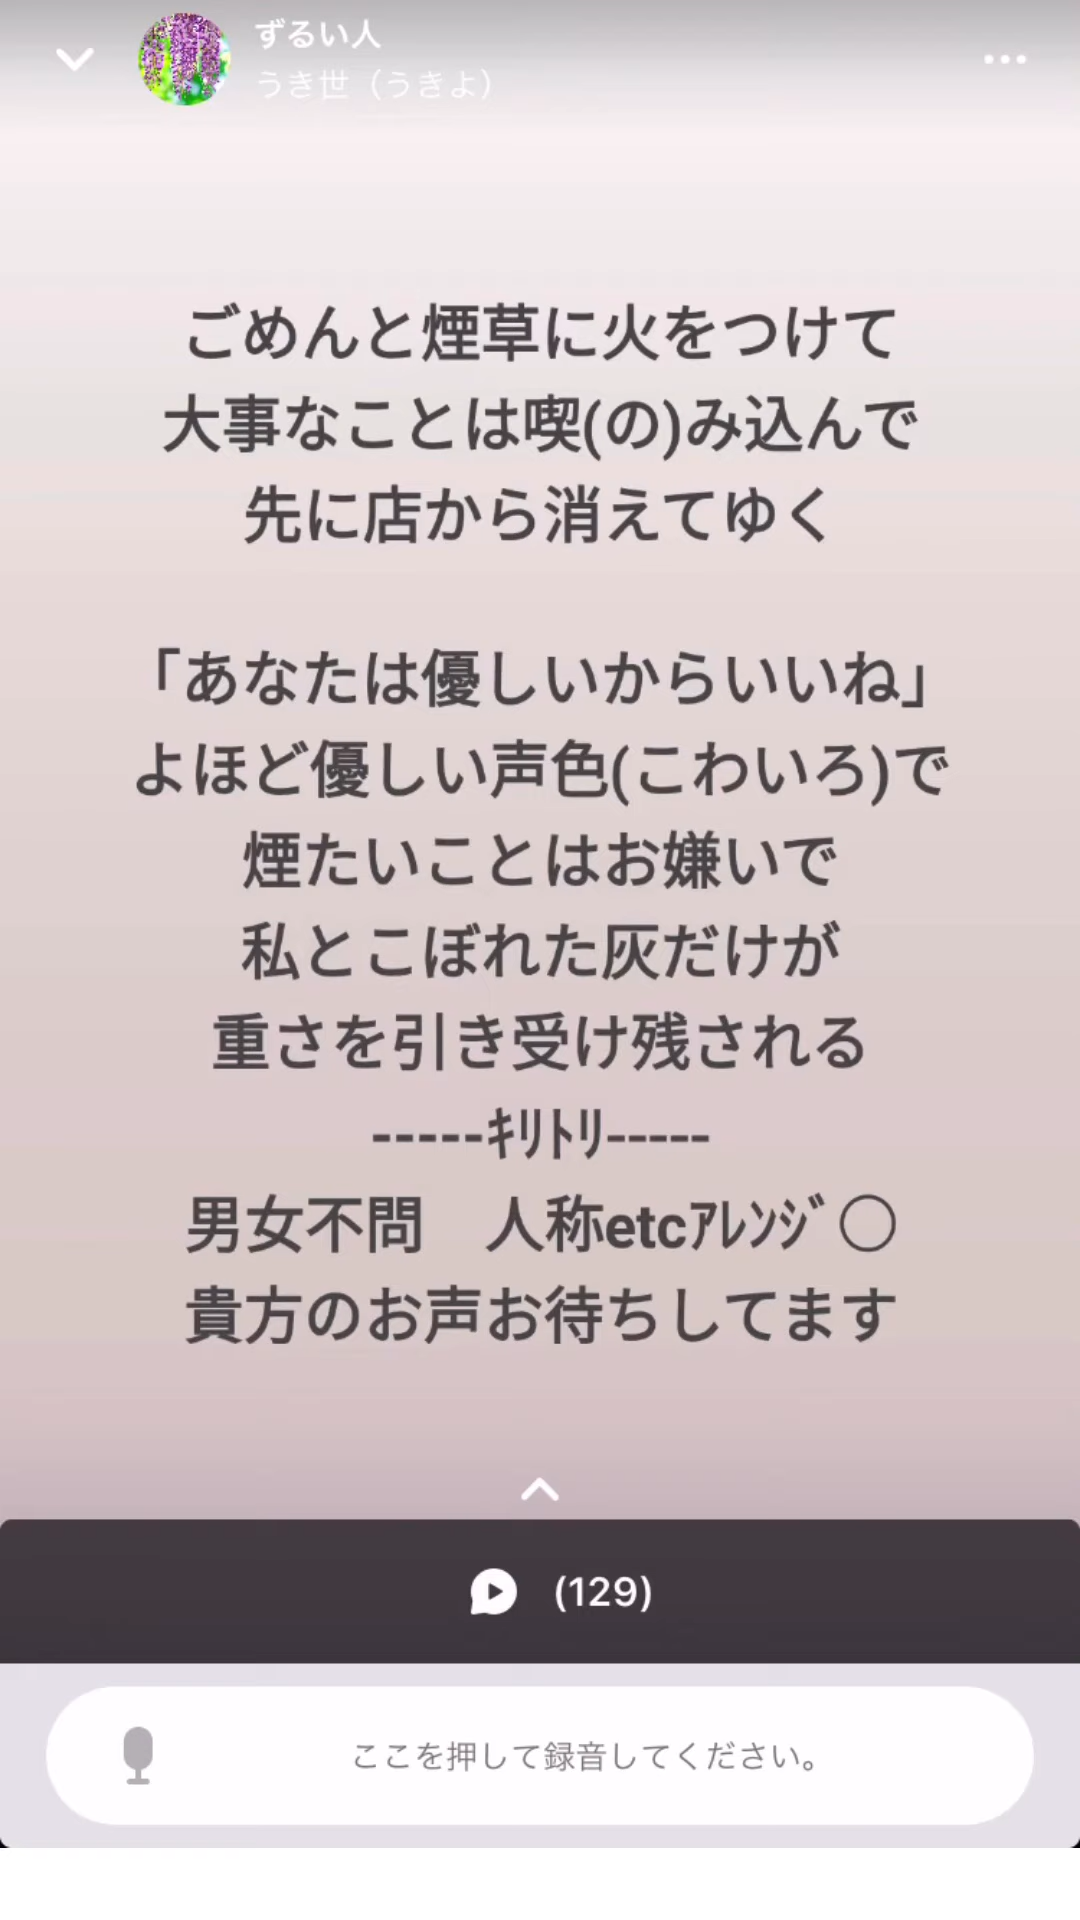 ずるい人
うき世（うきよ）
ごめんと煙草に火をつけて
大事なことは喫(の)み込んで
先に店から消えてゆく
「あなたは優しいからいいね」
よほど優しい声色(こわいろ)で
煙たいことはお嫌いで
私とこぼれた灰だけが
重さを引き受け残される
-----ｷﾘﾄﾘ-----
男女不問　人称etcｱﾚﾝｼﾞ○
貴方のお声お待ちしてます
(129)
ここを押して録音してください。